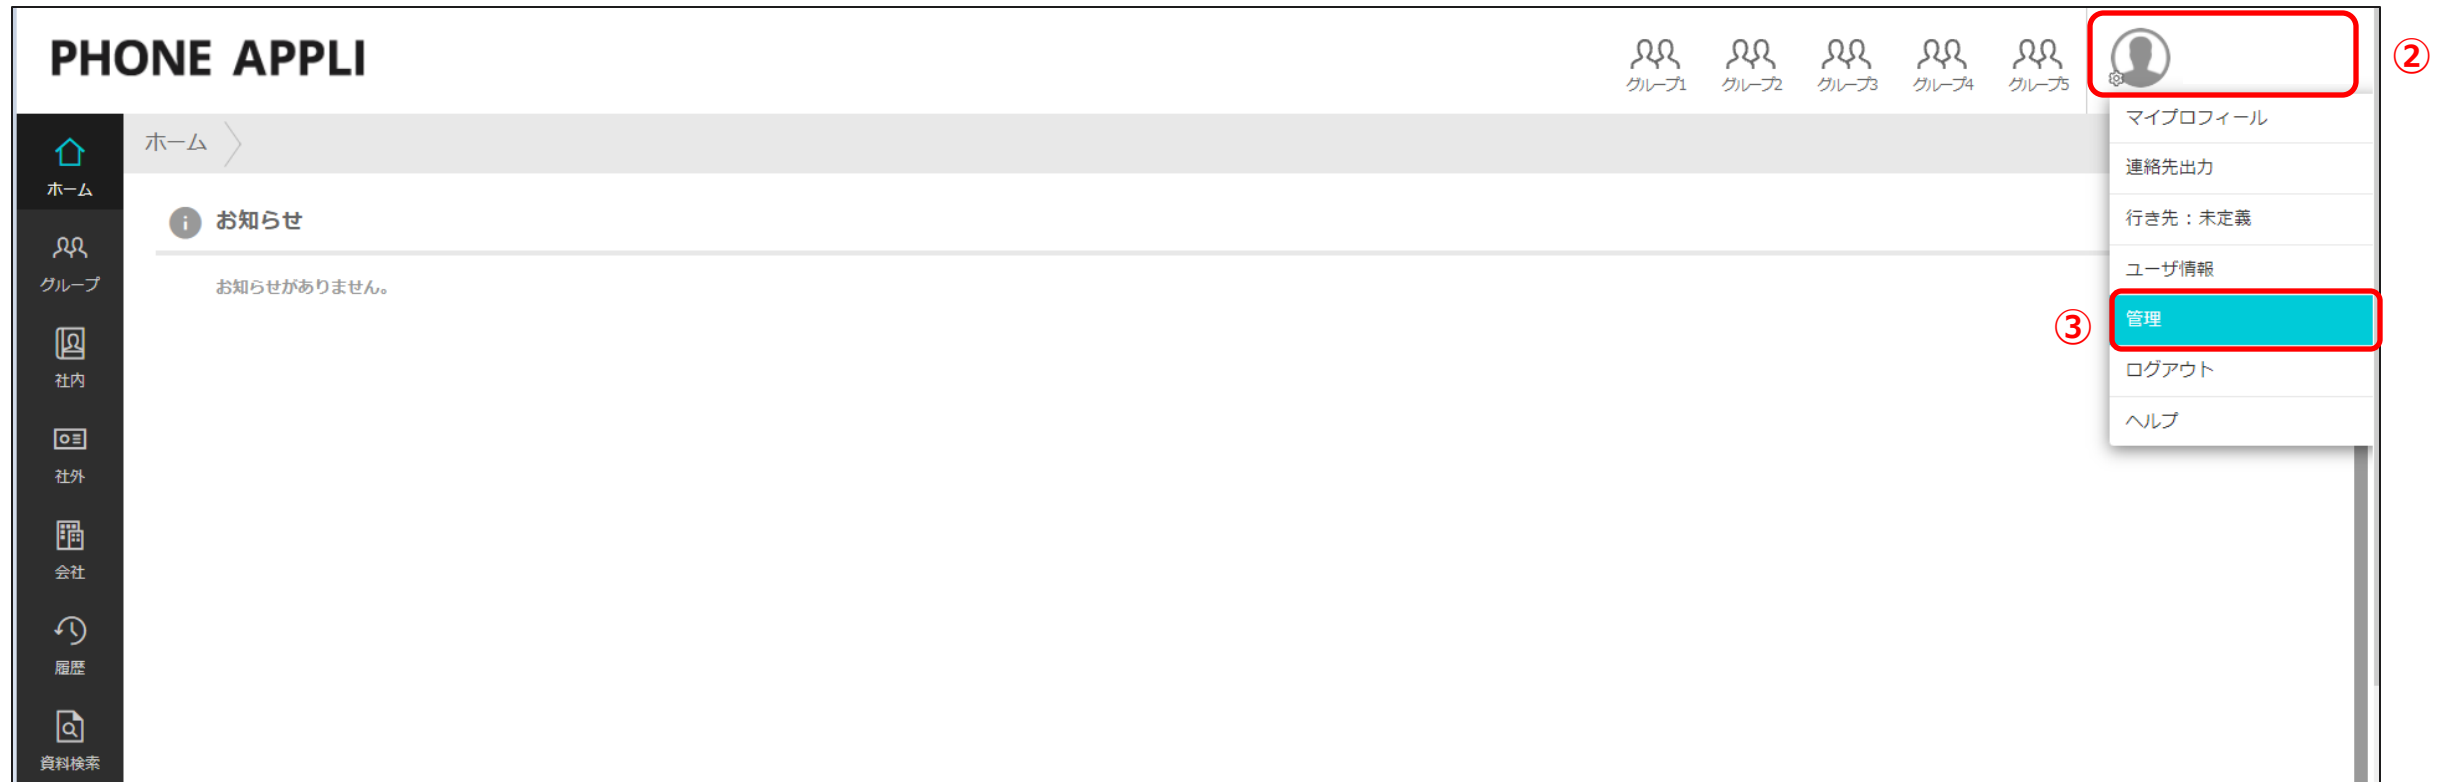 PHONE APPLI
グループ1
グループ2
グループ3
グループ4
グループ5
②
マイプロフィール
連絡先出力
行き先：未定義
ユーザ情報
③
管理
ログアウト
ヘルプ
ホーム
ホーム
グループ
社内
社外
会社
履歴
資料検索
お知らせ
お知らせがありません。